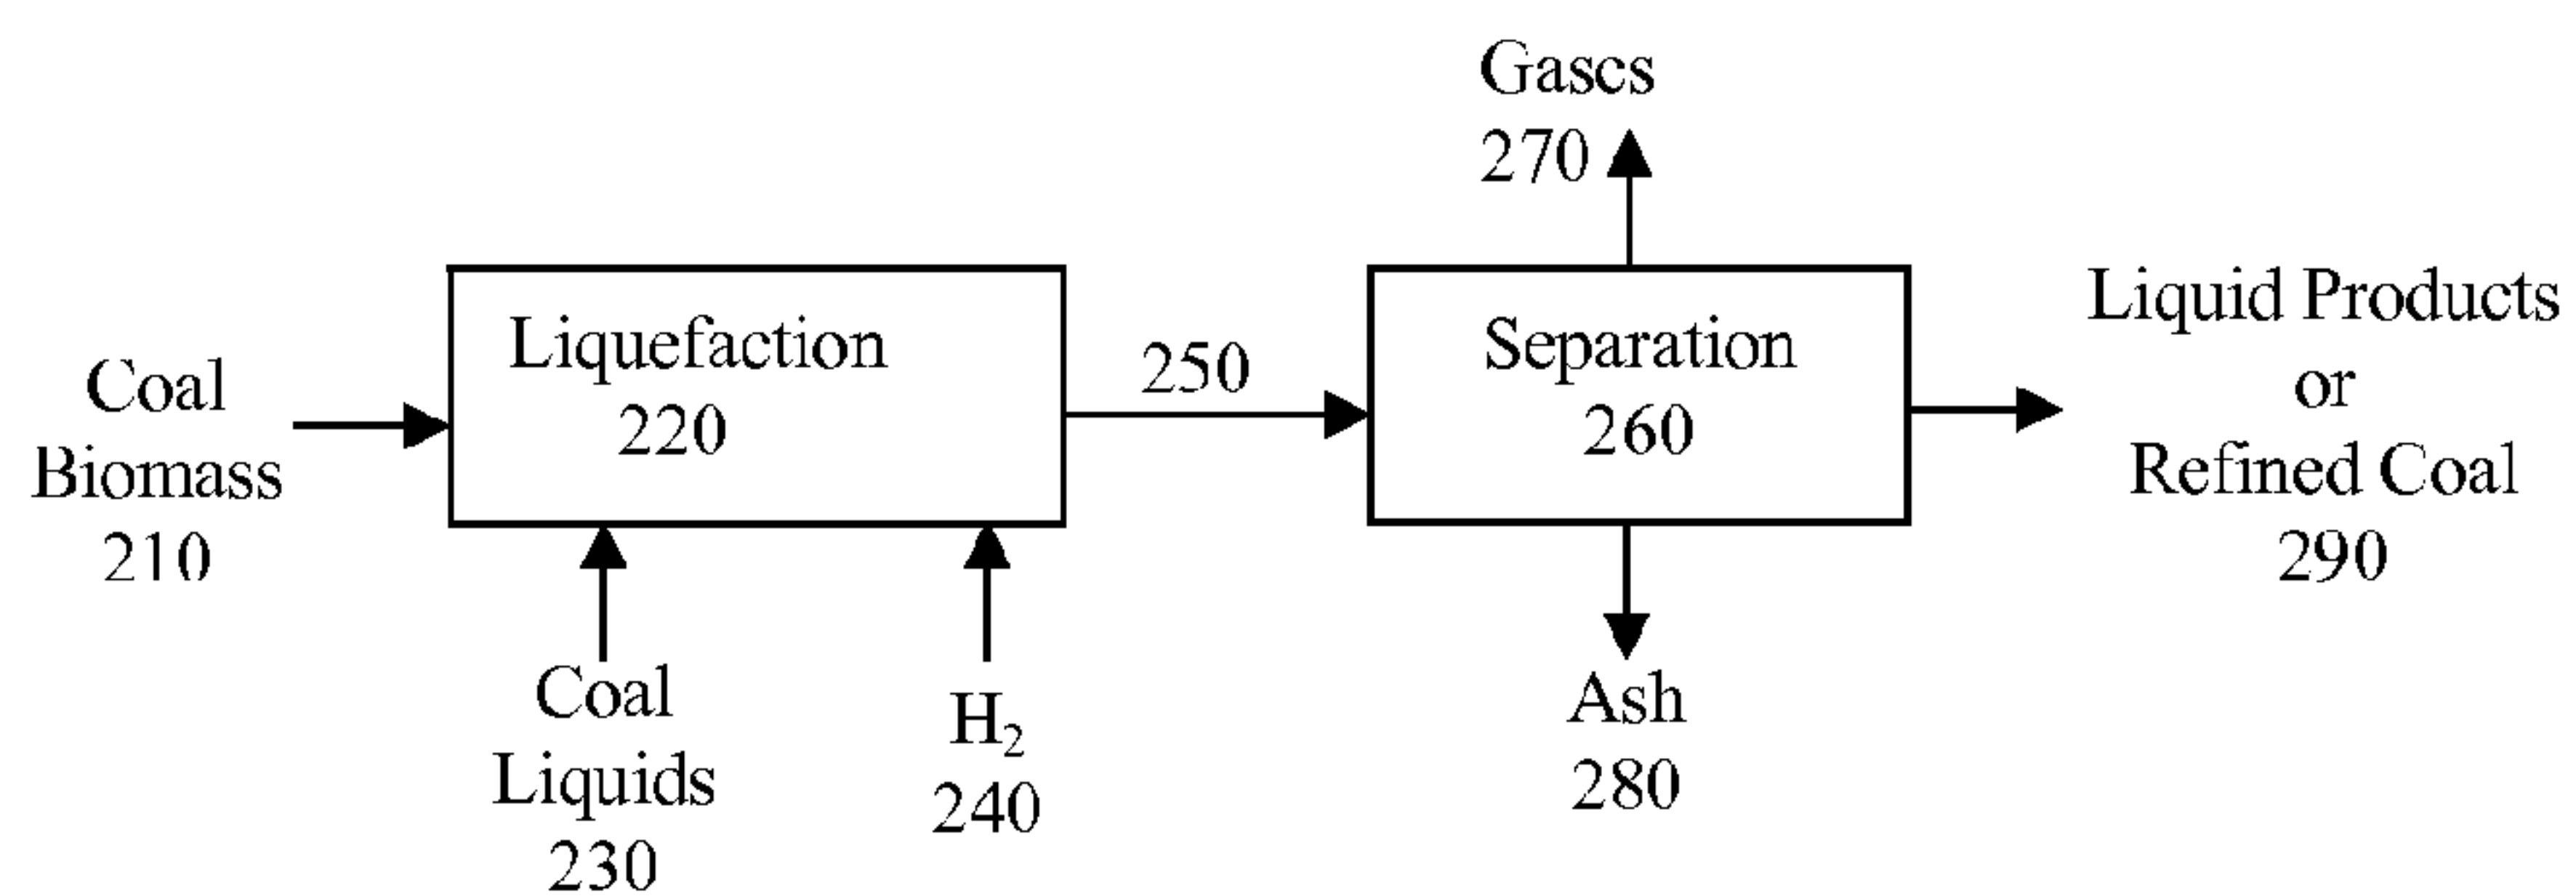 Gascs
270
Liquefaction
220
250
Separation
260
Liquid Products
or
Refined Coal
290
Coal
Biomass
210
Coal
Liquids
230
H₂
240
Ash
280